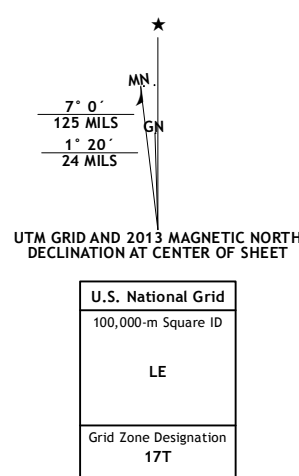 ★
MN
7° 0´
125 MILS
GN
1° 20´
24 MILS
UTM GRID AND 2013 MAGNETIC NORTH
DECLINATION AT CENTER OF SHEET
U.S. National Grid
100,000-m Square ID
LE
Grid Zone Designation
17T